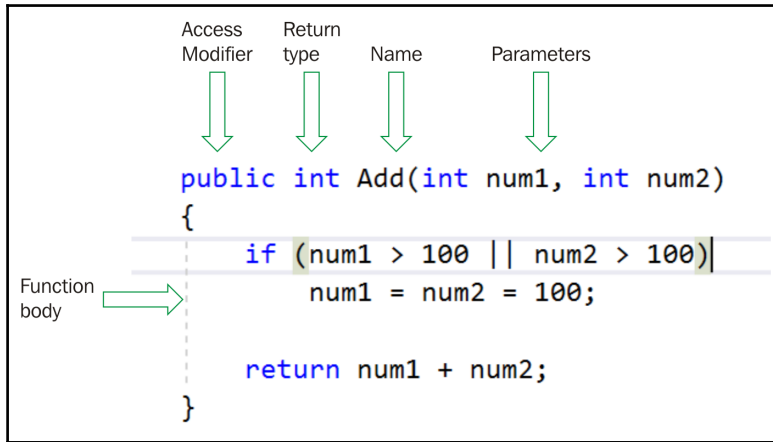 Access Modifier
Return type
Name
Parameters
public int Add(int num1, int num2)
{
if (num1 > 100 || num2 > 100)
Function body
num1 = num2 = 100;
return num1 + num2;
}